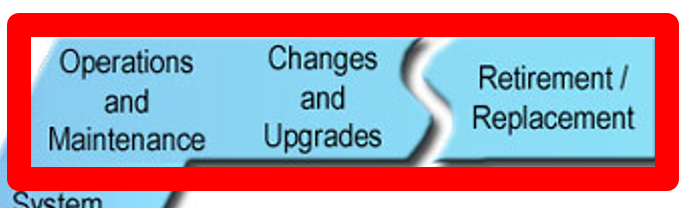 Operations
and
Maintenance
Changes
and
Upgrades
Retirement /
Replacement
System